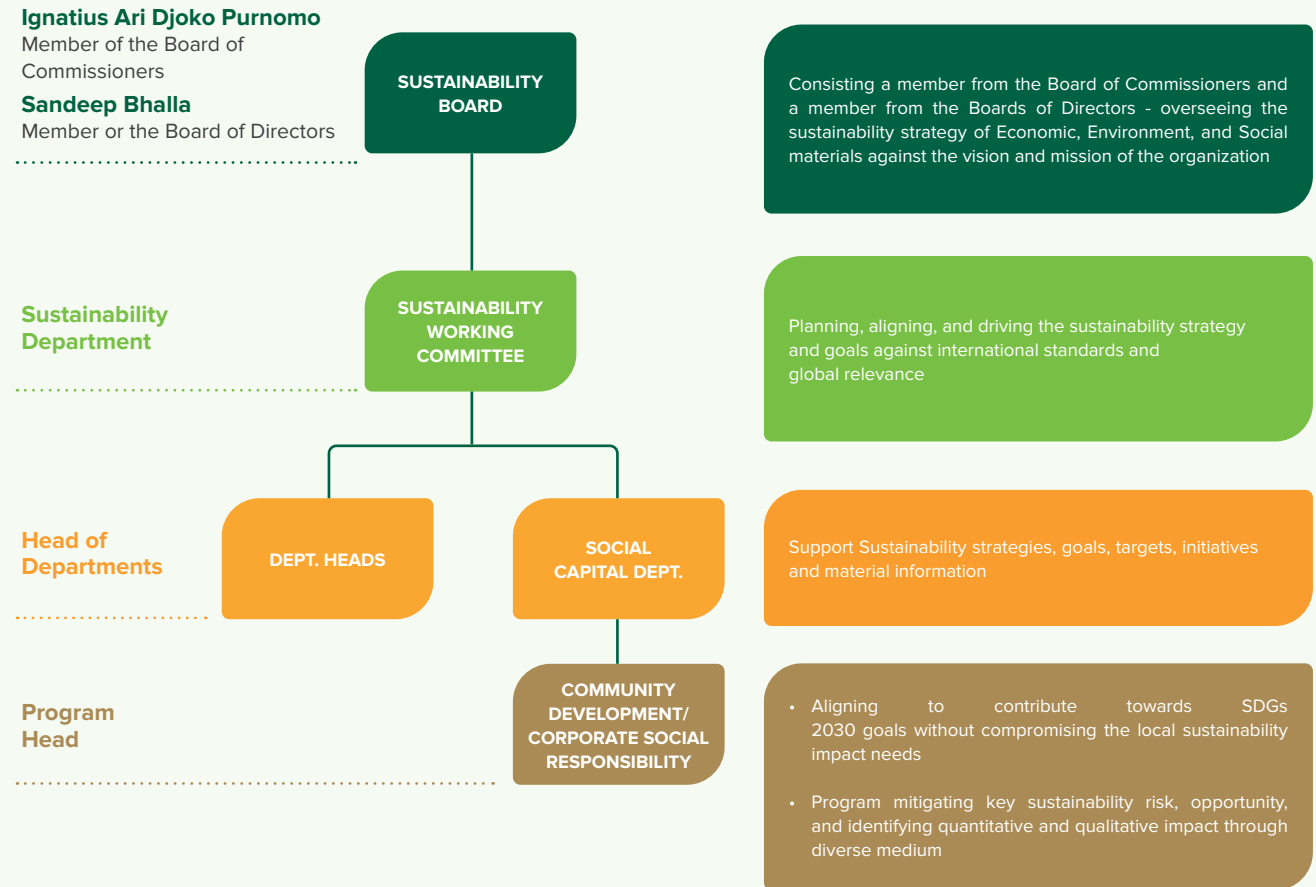 Ignatius Ari Djoko Purnomo
Member of the Board of
Commissioners
Sandeep Bhalla
Member or the Board of Directors
SUSTAINABILITY
BOARD
Consisting a member from the Board of Commissioners and
a member from the Boards of Directors - overseeing the
sustainability strategy of Economic, Environment, and Social
materials against the vision and mission of the organization
Sustainability
Department
SUSTAINABILITY
WORKING
COMMITTEE
Planning, aligning, and driving the sustainability strategy
and goals against international standards and
global relevance
Head of
Departments
DEPT. HEADS
SOCIAL
CAPITAL DEPT.
Support Sustainability strategies, goals, targets, initiatives
and material information
Program
Head
COMMUNITY
DEVELOPMENT/
CORPORATE SOCIAL
RESPONSIBILITY
• Aligning to contribute towards SDGs
2030 goals without compromising the local sustainability
impact needs
• Program mitigating key sustainability risk, opportunity,
and identifying quantitative and qualitative impact through
diverse medium